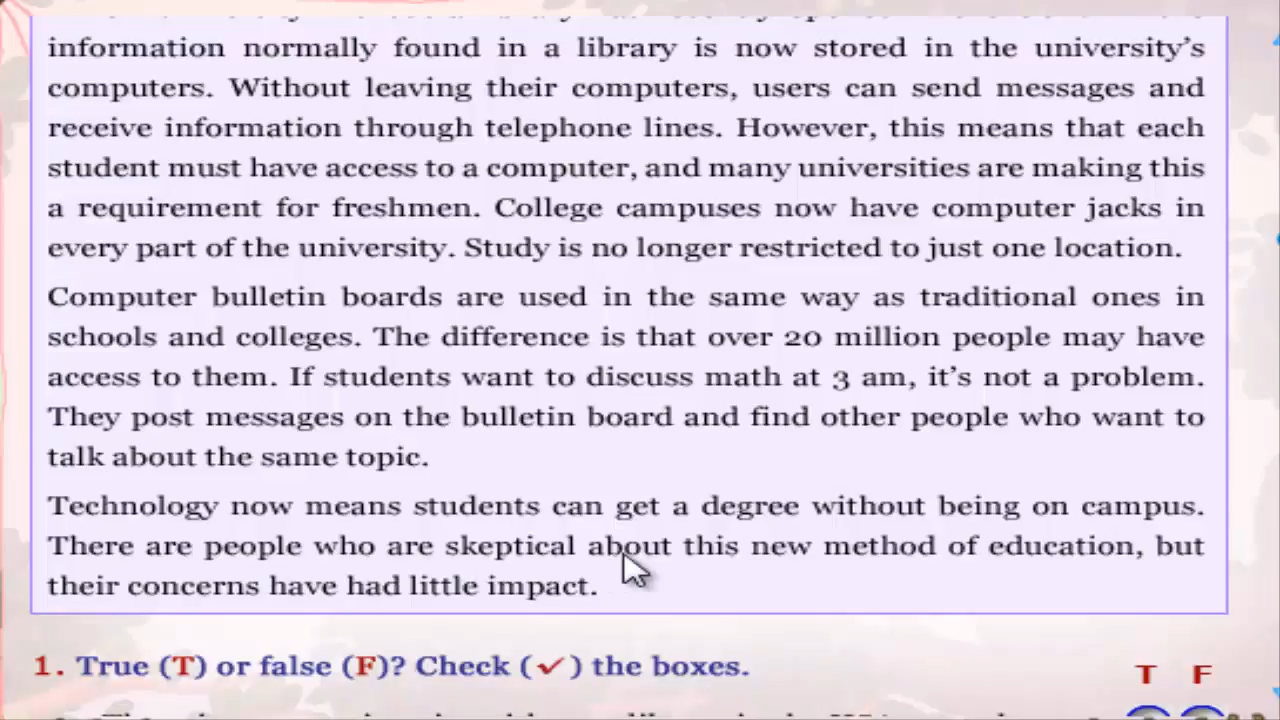 information normally found in a library is now stored in the university's
computers. Without leaving their computers, users can send messages and
receive information through telephone lines. However, this means that each
student must have access to a computer, and many universities are making this
a requirement for freshmen. College campuses now have computer jacks in
every part of the university. Study is no longer restricted to just one location.
Computer bulletin boards are used in the same way as traditional ones in
schools and colleges. The difference is that over 20 million people may have
access to them. If students want to discuss math at 3 am, it's not a problem.
They post messages on the bulletin board and find other people who want to
talk about the same topic.
Technology now means students can get a degree without being on campus.
There are people who are skeptical about this new method of education, but
their concerns have had little impact.
1. True (T) or false (F)? Check (✓) the boxes.
T F